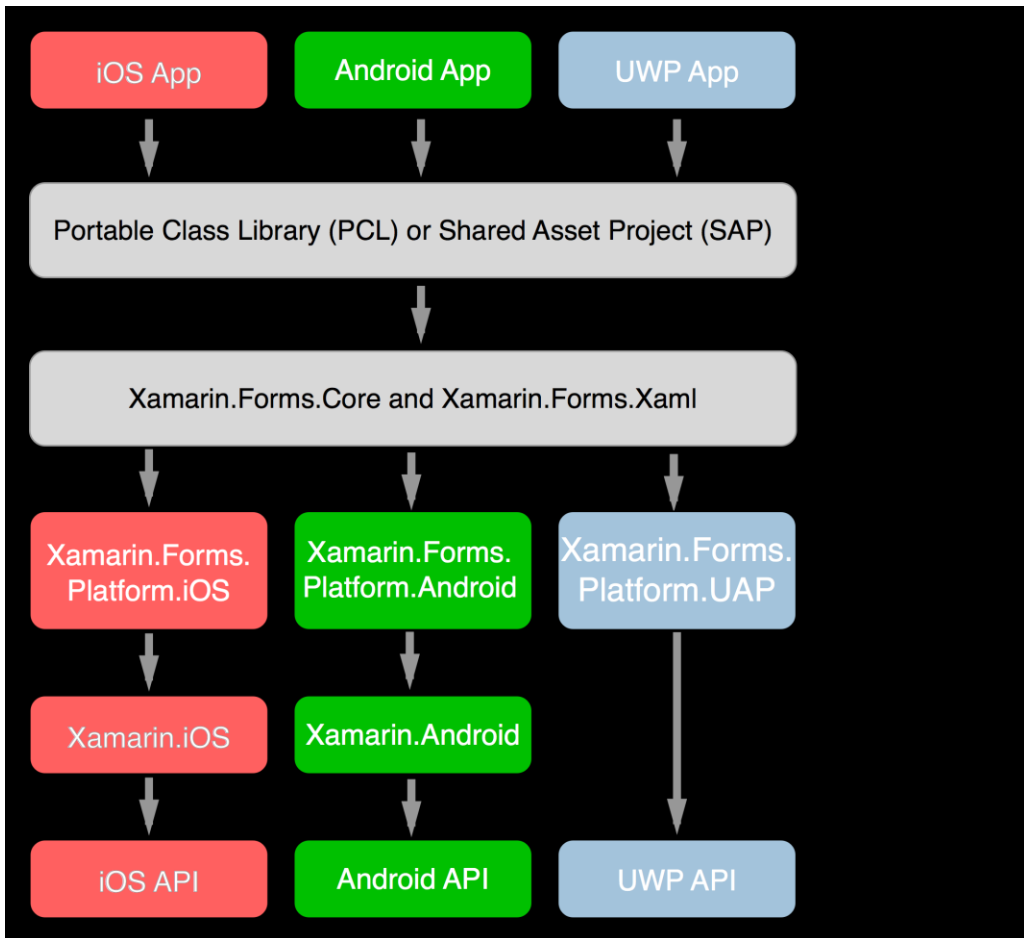 iOS App
Android App
UWP App
Portable Class Library (PCL) or Shared Asset Project (SAP)
Xamarin.Forms.Core and Xamarin.Forms.Xaml
Xamarin.Forms.
Platform.iOS
Xamarin.Forms.
Platform.Android
Xamarin.Forms.
Platform.UAP
Xamarin.iOS
Xamarin.Android
iOS API
Android API
UWP API